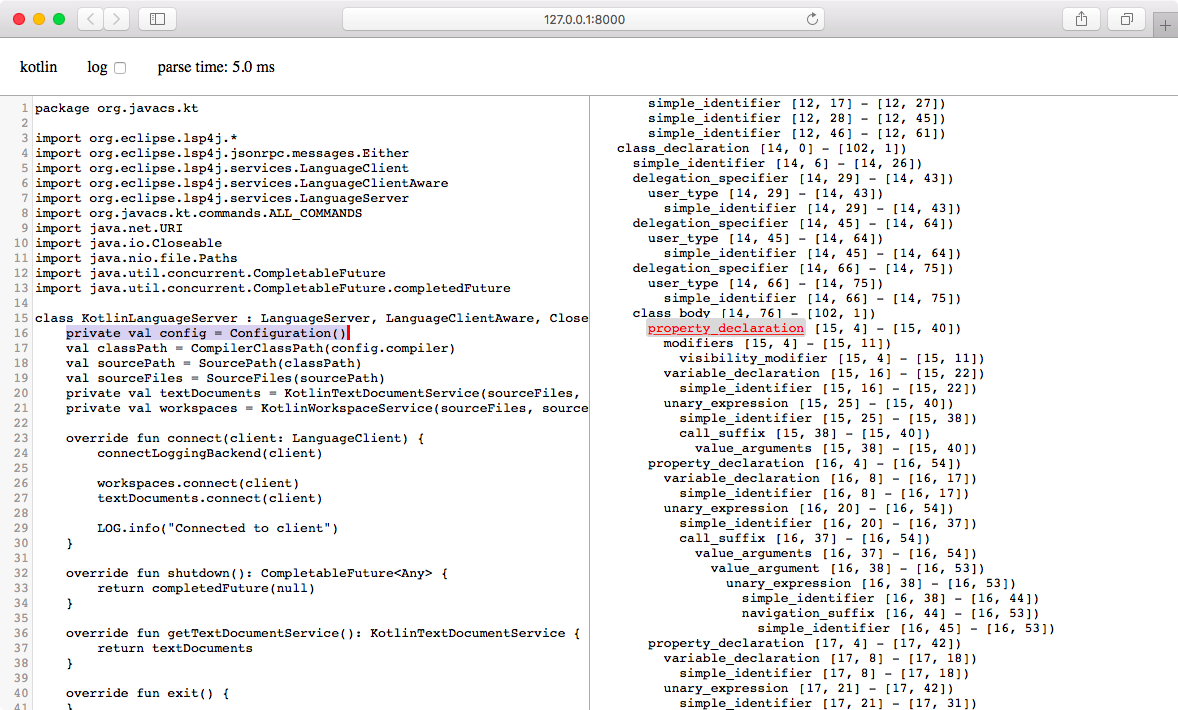 127.0.0.1:8000
kotlin log parse time: 5.0 ms
1 package org.javacs.kt
2
3 import org.eclipse.lsp4j.*
4 import org.eclipse.lsp4j.jsonrpc.messages.Either
5 import org.eclipse.lsp4j.services.LanguageClient
6 import org.eclipse.lsp4j.services.LanguageClientAware
7 import org.eclipse.lsp4j.services.LanguageServer
8 import org.javacs.kt.commands.ALL_COMMANDS
9 import java.net.URI
10 import java.io.Closeable
11 import java.nio.file.Paths
12 import java.util.concurrent.CompletableFuture
13 import java.util.concurrent.CompletableFuture.completedFuture
14
15 class KotlinLanguageServer : LanguageServer, LanguageClientAware, Close
16     private val config = Configuration()
17     val classPath = CompilerClassPath(config.compiler)
18     val sourcePath = SourcePath(classPath)
19     val sourceFiles = SourceFiles(sourcePath)
20     private val textDocuments = KotlinTextDocumentService(sourceFiles,
21     private val workspaces = KotlinWorkspaceService(sourceFiles, source
22
23     override fun connect(client: LanguageClient) {
24         connectLoggingBackend(client)
25
26         workspaces.connect(client)
27         textDocuments.connect(client)
28
29         LOG.info("Connected to client")
30     }
31
32     override fun shutdown(): CompletableFuture<Any> {
33         return completedFuture(null)
34     }
35
36     override fun getTextDocumentService(): KotlinTextDocumentService {
37         return textDocuments
38     }
39
40     override fun exit() {
41     }
simple_identifier [12, 17] - [12, 27])
simple_identifier [12, 28] - [12, 45])
simple_identifier [12, 46] - [12, 61])
class_declaration [14, 0] - [102, 1])
simple_identifier [14, 6] - [14, 26])
delegation_specifier [14, 29] - [14, 43])
user_type [14, 29] - [14, 43])
simple_identifier [14, 29] - [14, 43])
delegation_specifier [14, 45] - [14, 64])
user_type [14, 45] - [14, 64])
simple_identifier [14, 45] - [14, 64])
delegation_specifier [14, 66] - [14, 75])
user_type [14, 66] - [14, 75])
simple_identifier [14, 66] - [14, 75])
class_body [14, 76] - [102, 1])
property_declaration [15, 4] - [15, 40])
modifiers [15, 4] - [15, 11])
visibility_modifier [15, 4] - [15, 11])
variable_declaration [15, 16] - [15, 22])
simple_identifier [15, 16] - [15, 22])
unary_expression [15, 25] - [15, 40])
simple_identifier [15, 25] - [15, 38])
call_suffix [15, 38] - [15, 40])
value_arguments [15, 38] - [15, 40])
property_declaration [16, 4] - [16, 54])
variable_declaration [16, 8] - [16, 17])
simple_identifier [16, 8] - [16, 17])
unary_expression [16, 20] - [16, 54])
simple_identifier [16, 20] - [16, 37])
call_suffix [16, 37] - [16, 54])
value_arguments [16, 37] - [16, 54])
value_argument [16, 38] - [16, 53])
unary_expression [16, 38] - [16, 53])
simple_identifier [16, 38] - [16, 44])
navigation_suffix [16, 44] - [16, 53])
simple_identifier [16, 45] - [16, 53])
property_declaration [17, 4] - [17, 42])
variable_declaration [17, 8] - [17, 18])
simple_identifier [17, 8] - [17, 18])
unary_expression [17, 21] - [17, 42])
simple_identifier [17, 21] - [17, 31])